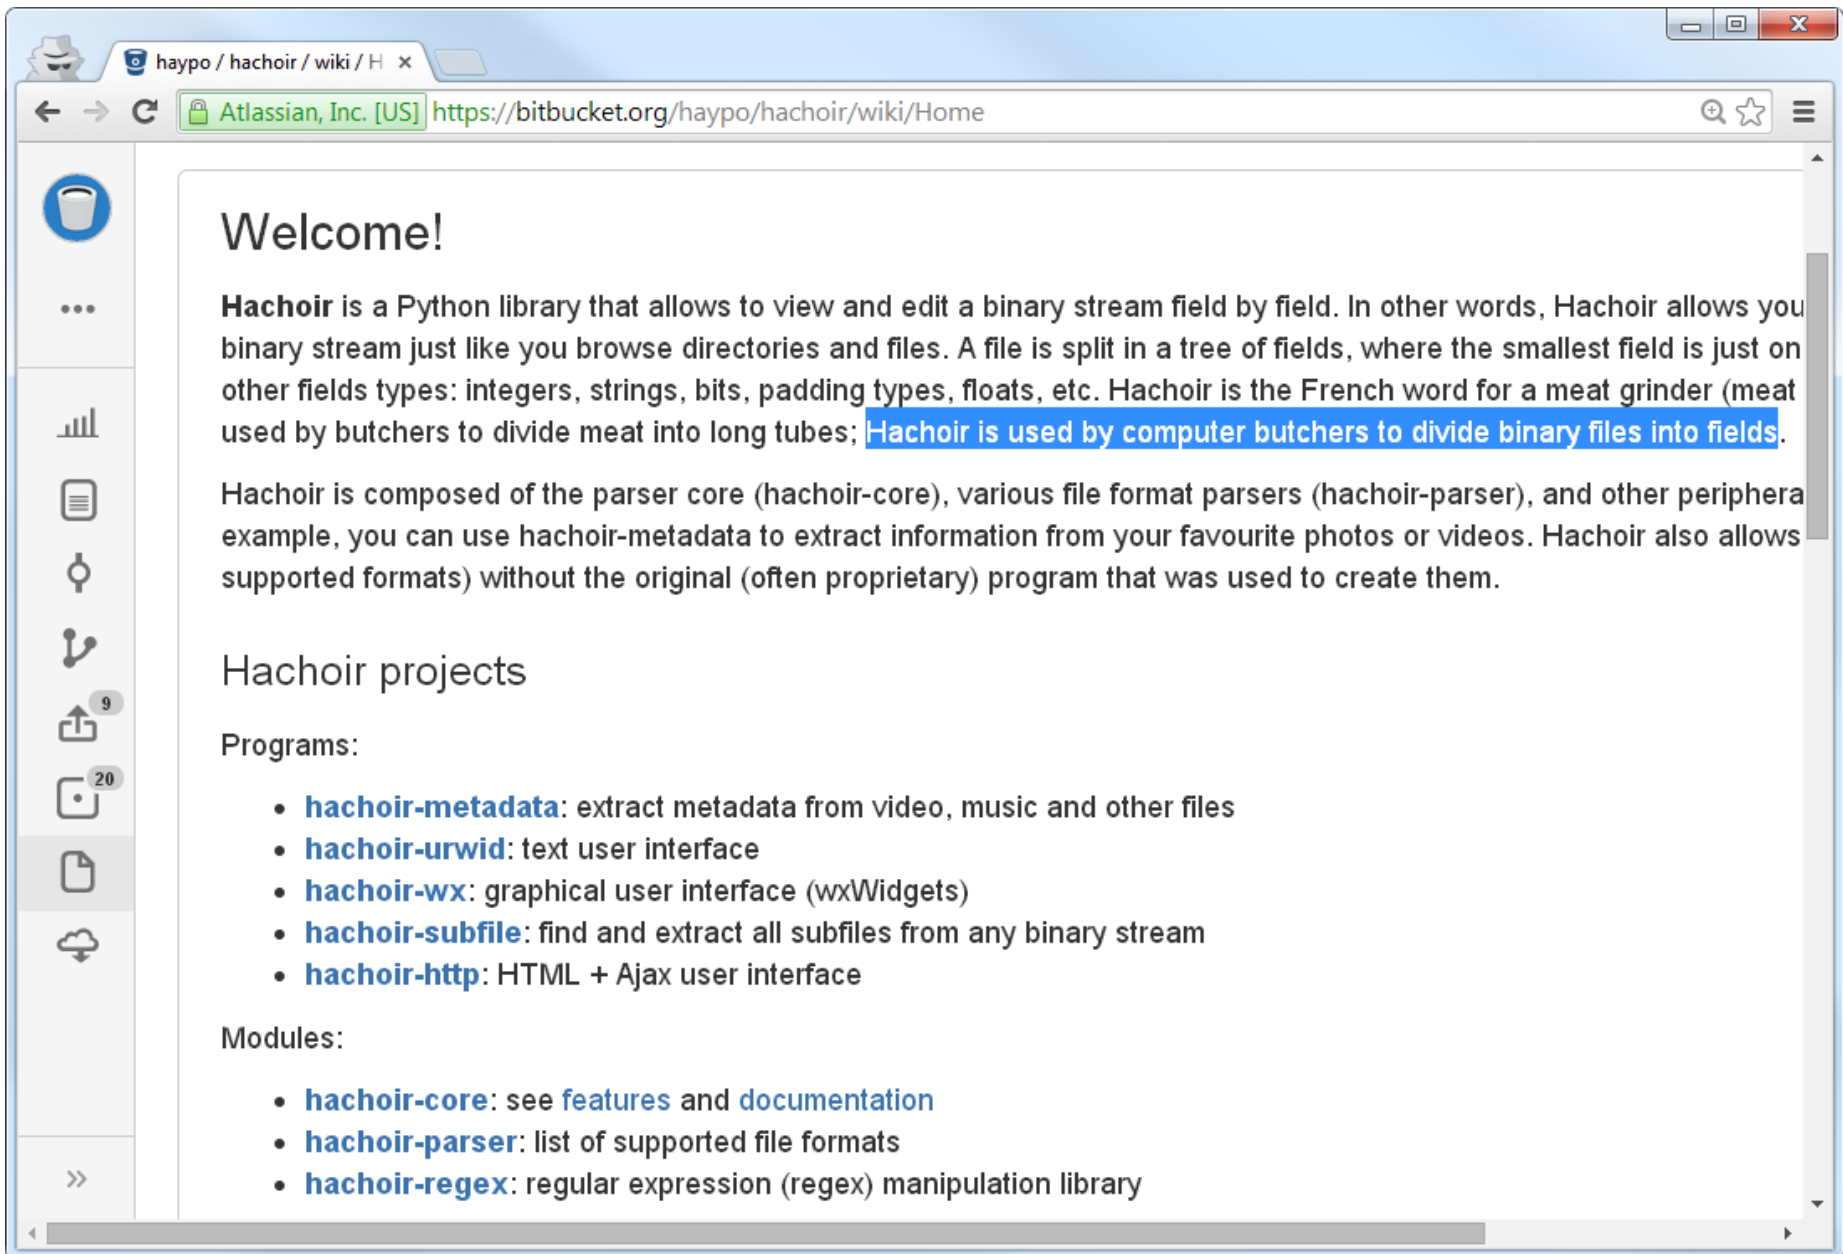 haypo / hachoir / wiki / H
Atlassian, Inc. [US] https://bitbucket.org/haypo/hachoir/wiki/Home
Welcome!
Hachoir is a Python library that allows to view and edit a binary stream field by field. In other words, Hachoir allows you
binary stream just like you browse directories and files. A file is split in a tree of fields, where the smallest field is just on
other fields types: integers, strings, bits, padding types, floats, etc. Hachoir is the French word for a meat grinder (meat
used by butchers to divide meat into long tubes; Hachoir is used by computer butchers to divide binary files into fields.
Hachoir is composed of the parser core (hachoir-core), various file format parsers (hachoir-parser), and other periphera
example, you can use hachoir-metadata to extract information from your favourite photos or videos. Hachoir also allows
supported formats) without the original (often proprietary) program that was used to create them.
Hachoir projects
9
Programs:
20
• hachoir-metadata: extract metadata from video, music and other files
• hachoir-urwid: text user interface
• hachoir-wx: graphical user interface (wxWidgets)
• hachoir-subfile: find and extract all subfiles from any binary stream
• hachoir-http: HTML + Ajax user interface
Modules:
• hachoir-core: see features and documentation
• hachoir-parser: list of supported file formats
• hachoir-regex: regular expression (regex) manipulation library